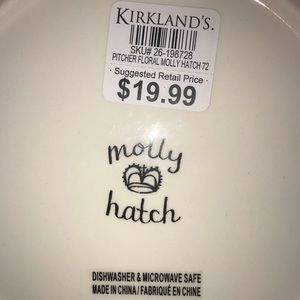 KIRKLAND'S.
SKU# 26-198728
PITCHER FLORAL MOLLY HATCH 72
Suggested Retail Price
$19.99
molly
hatch
DISHWASHER & MICROWAVE SAFE
MADE IN CHINA / FABRIQUÉ EN CHINE